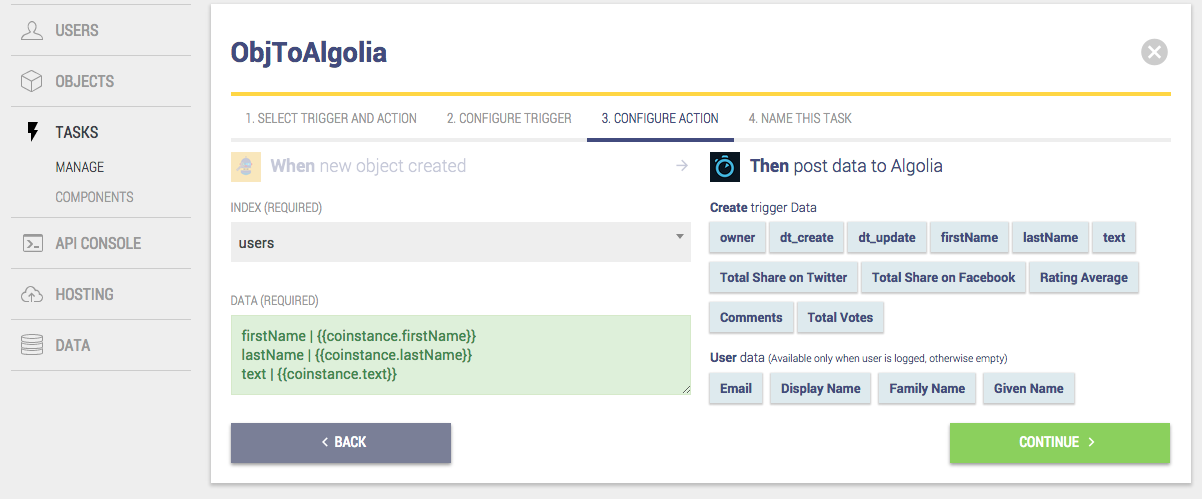 USERS
OBJECTS
TASKS
MANAGE
COMPONENTS
API CONSOLE
HOSTING
DATA
ObjToAlgolia
1. SELECT TRIGGER AND ACTION 2. CONFIGURE TRIGGER 3. CONFIGURE ACTION 4. NAME THIS TASK
When new object created
INDEX (REQUIRED)
users
DATA (REQUIRED)
firstName | {{coinstance.firstName}}
lastName | {{coinstance.lastName}}
text | {{coinstance.text}}
BACK
Then post data to Algolia
Create trigger Data
owner dt_create dt_update firstName lastName text
Total Share on Twitter Total Share on Facebook Rating Average
Comments Total Votes
User data (Available only when user is logged, otherwise empty)
Email Display Name Family Name Given Name
CONTINUE